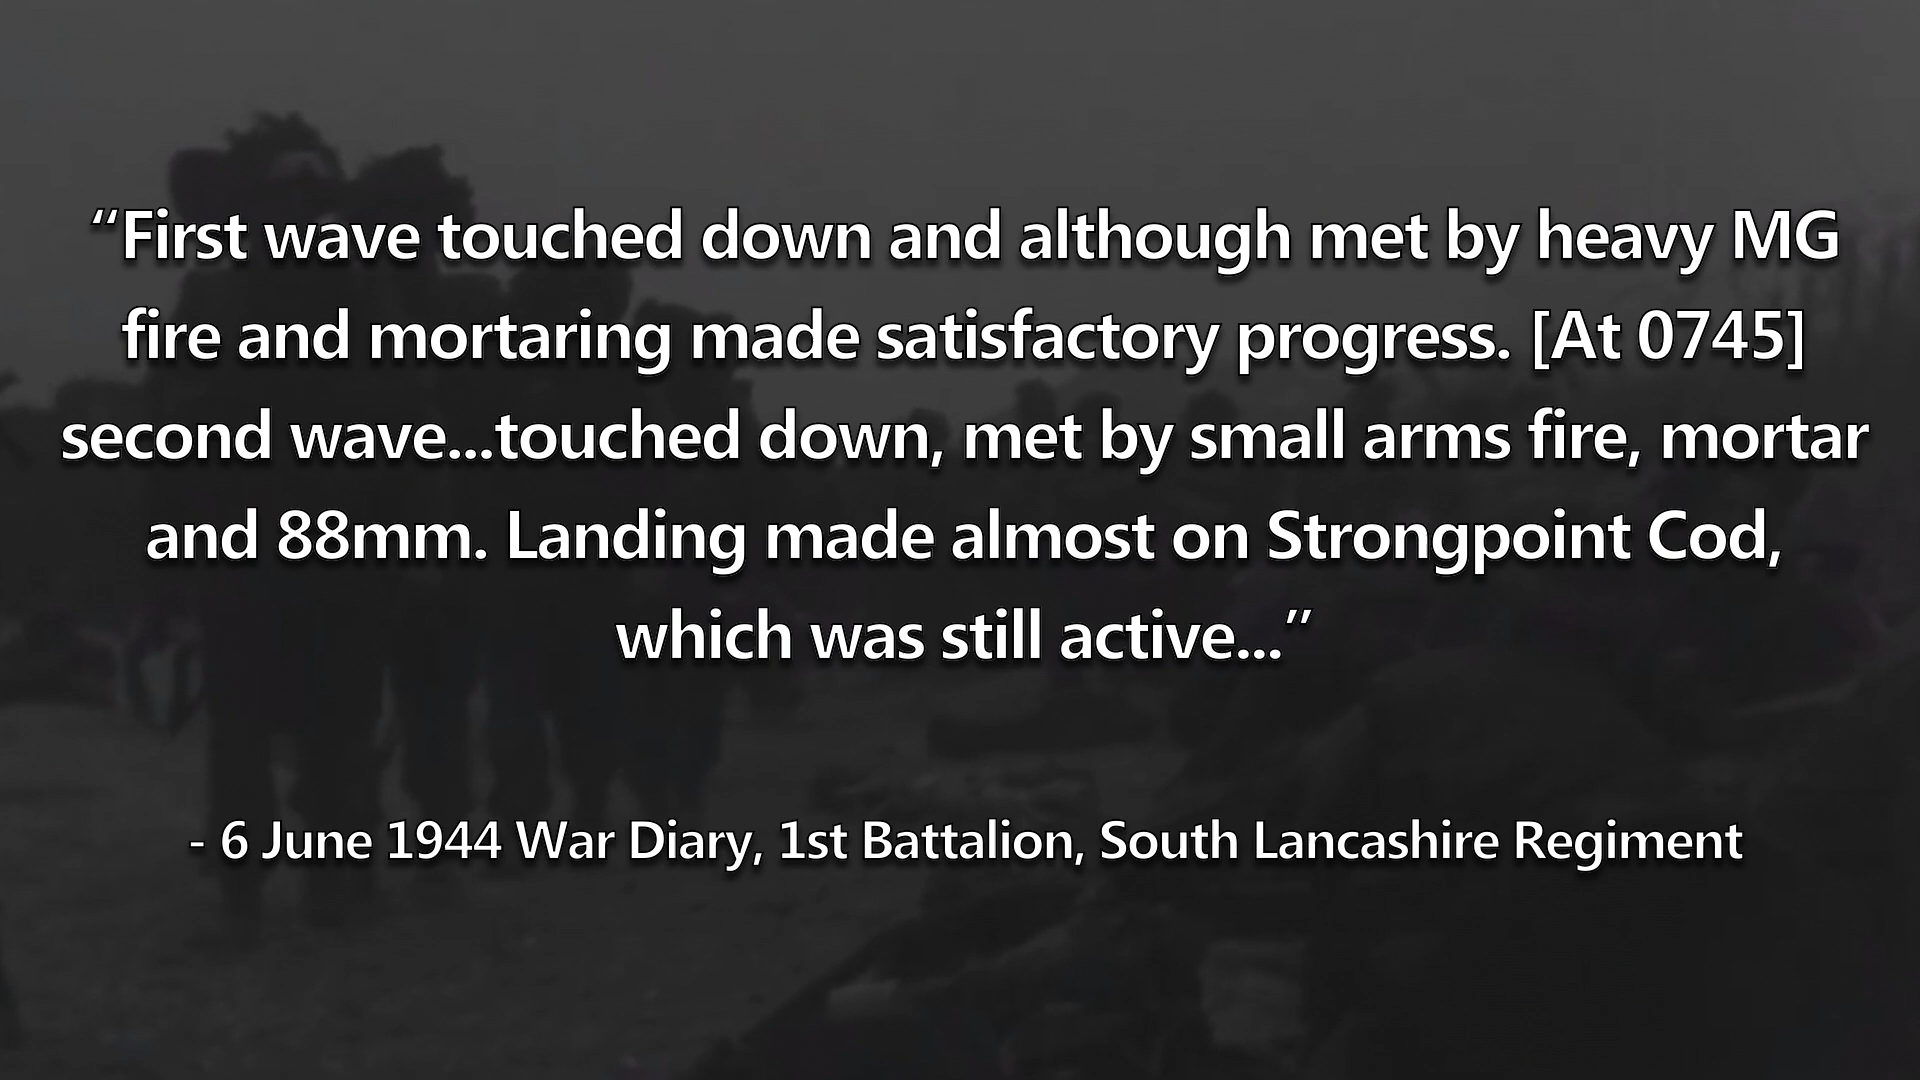 “First wave touched down and although met by heavy MG
fire and mortaring made satisfactory progress. [At 0745]
second wave...touched down, met by small arms fire, mortar
and 88mm. Landing made almost on Strongpoint Cod,
which was still active...”
- 6 June 1944 War Diary, 1st Battalion, South Lancashire Regiment